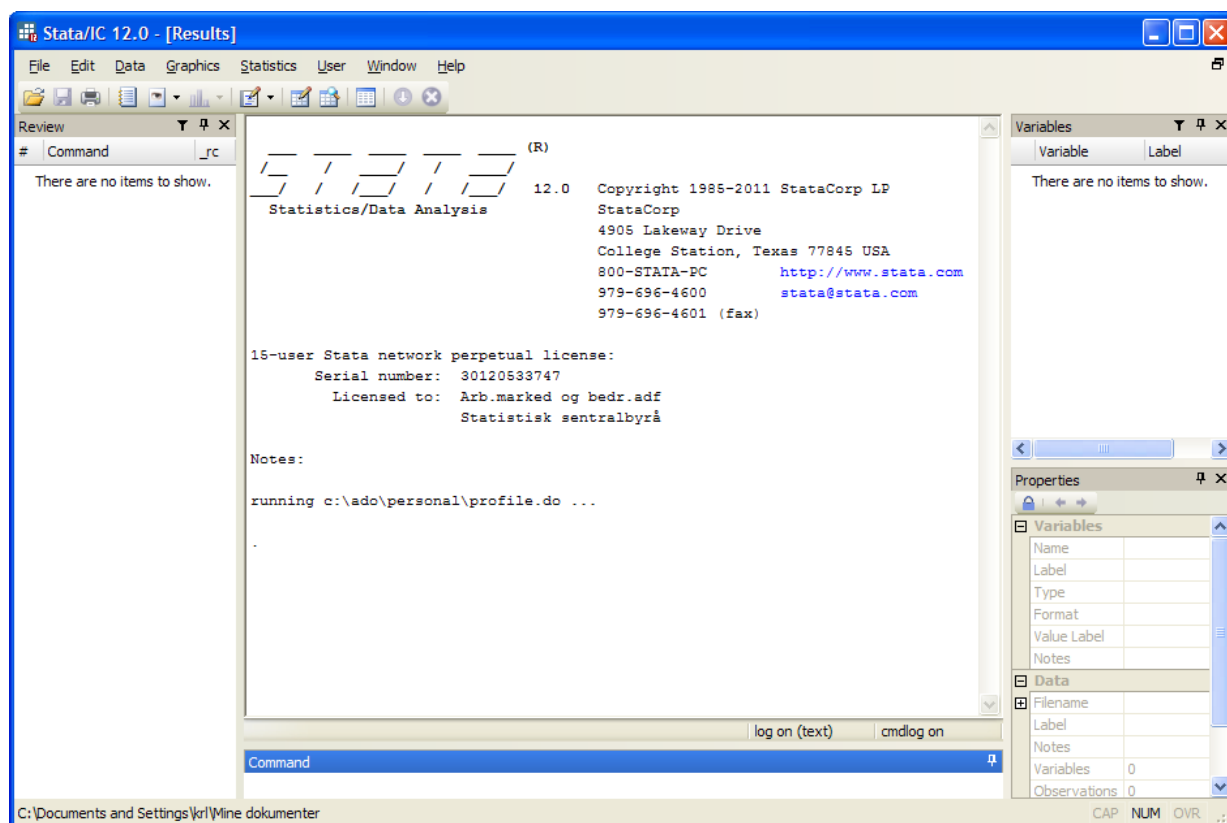 Stata/IC 12.0 - [Results]
File Edit Data Graphics Statistics User Window Help
Review
# Command _rc
There are no items to show.
(R)
STATA
12.0 Copyright 1985-2011 StataCorp LP
Statistics/Data Analysis StataCorp
4905 Lakeway Drive
College Station, Texas 77845 USA
800-STATA-PC http://www.stata.com
979-696-4600 stata@stata.com
979-696-4601 (fax)
15-user Stata network perpetual license:
Serial number: 30120533747
Licensed to: Arb.marked og bedr.adf
Statistisk sentralbyrå
Notes:
running c:\ado\personal\profile.do ...
.
log on (text) cmdlog on
Command
Variables
Variable Label
There are no items to show.
Properties
Variables
Name
Label
Type
Format
Value Label
Notes
Data
Filename
Label
Notes
Variables 0
Observations 0
C:\Documents and Settings\krl\Mine dokumenter
CAP NUM OVR